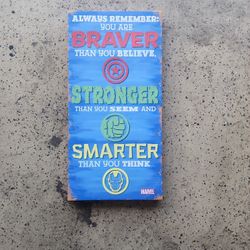 ALWAYS REMEMBER:
YOU ARE
BRAVER
THAN YOU BELIEVE,
STRONGER
THAN YOU SEEM AND
SMARTER
THAN YOU THINK.
MARVEL